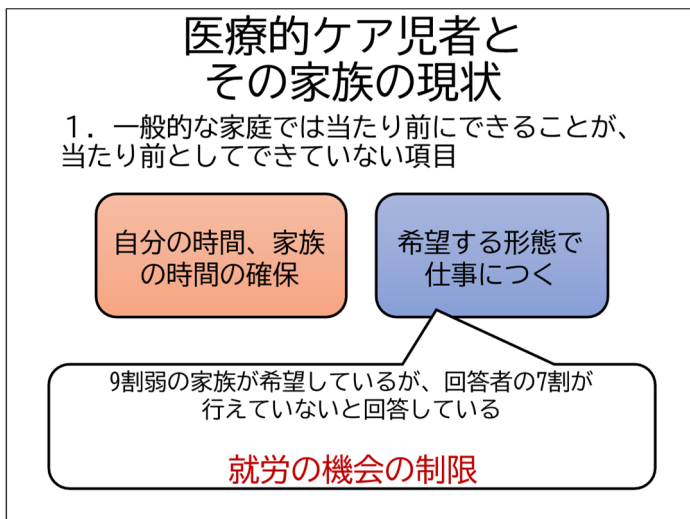 医療的ケア児者と
その家族の現状
１．一般的な家庭では当たり前にできることが、
当たり前としてできていない項目
自分の時間、家族
の時間の確保
希望する形態で
仕事につく
9割弱の家族が希望しているが、回答者の7割が
行えていないと回答している
就労の機会の制限